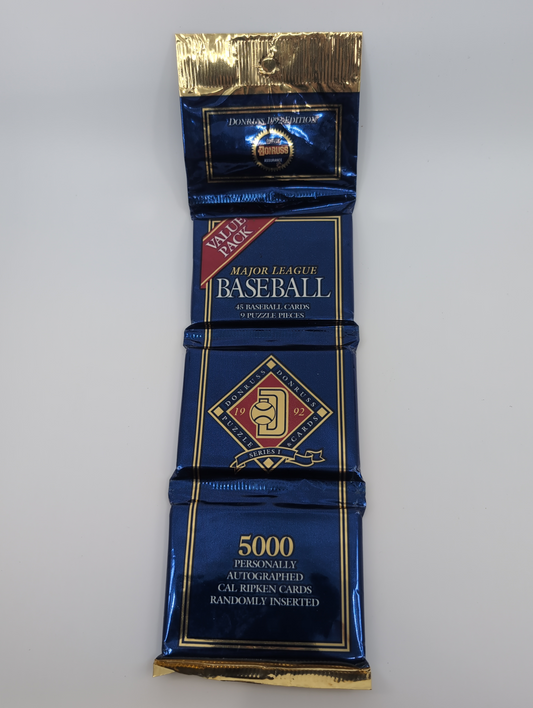 DONRUSS 1992 EDITION
DONRUSS
VALUE
PACK
MAJOR LEAGUE
BASEBALL
45 BASEBALL CARDS
9 PUZZLE PIECES
DONRUSS DONRUSS
19 D 92
PUZZLE & CARDS
SERIES I
5000
PERSONALLY
AUTOGRAPHED
CAL RIPKEN CARDS
RANDOMLY INSERTED